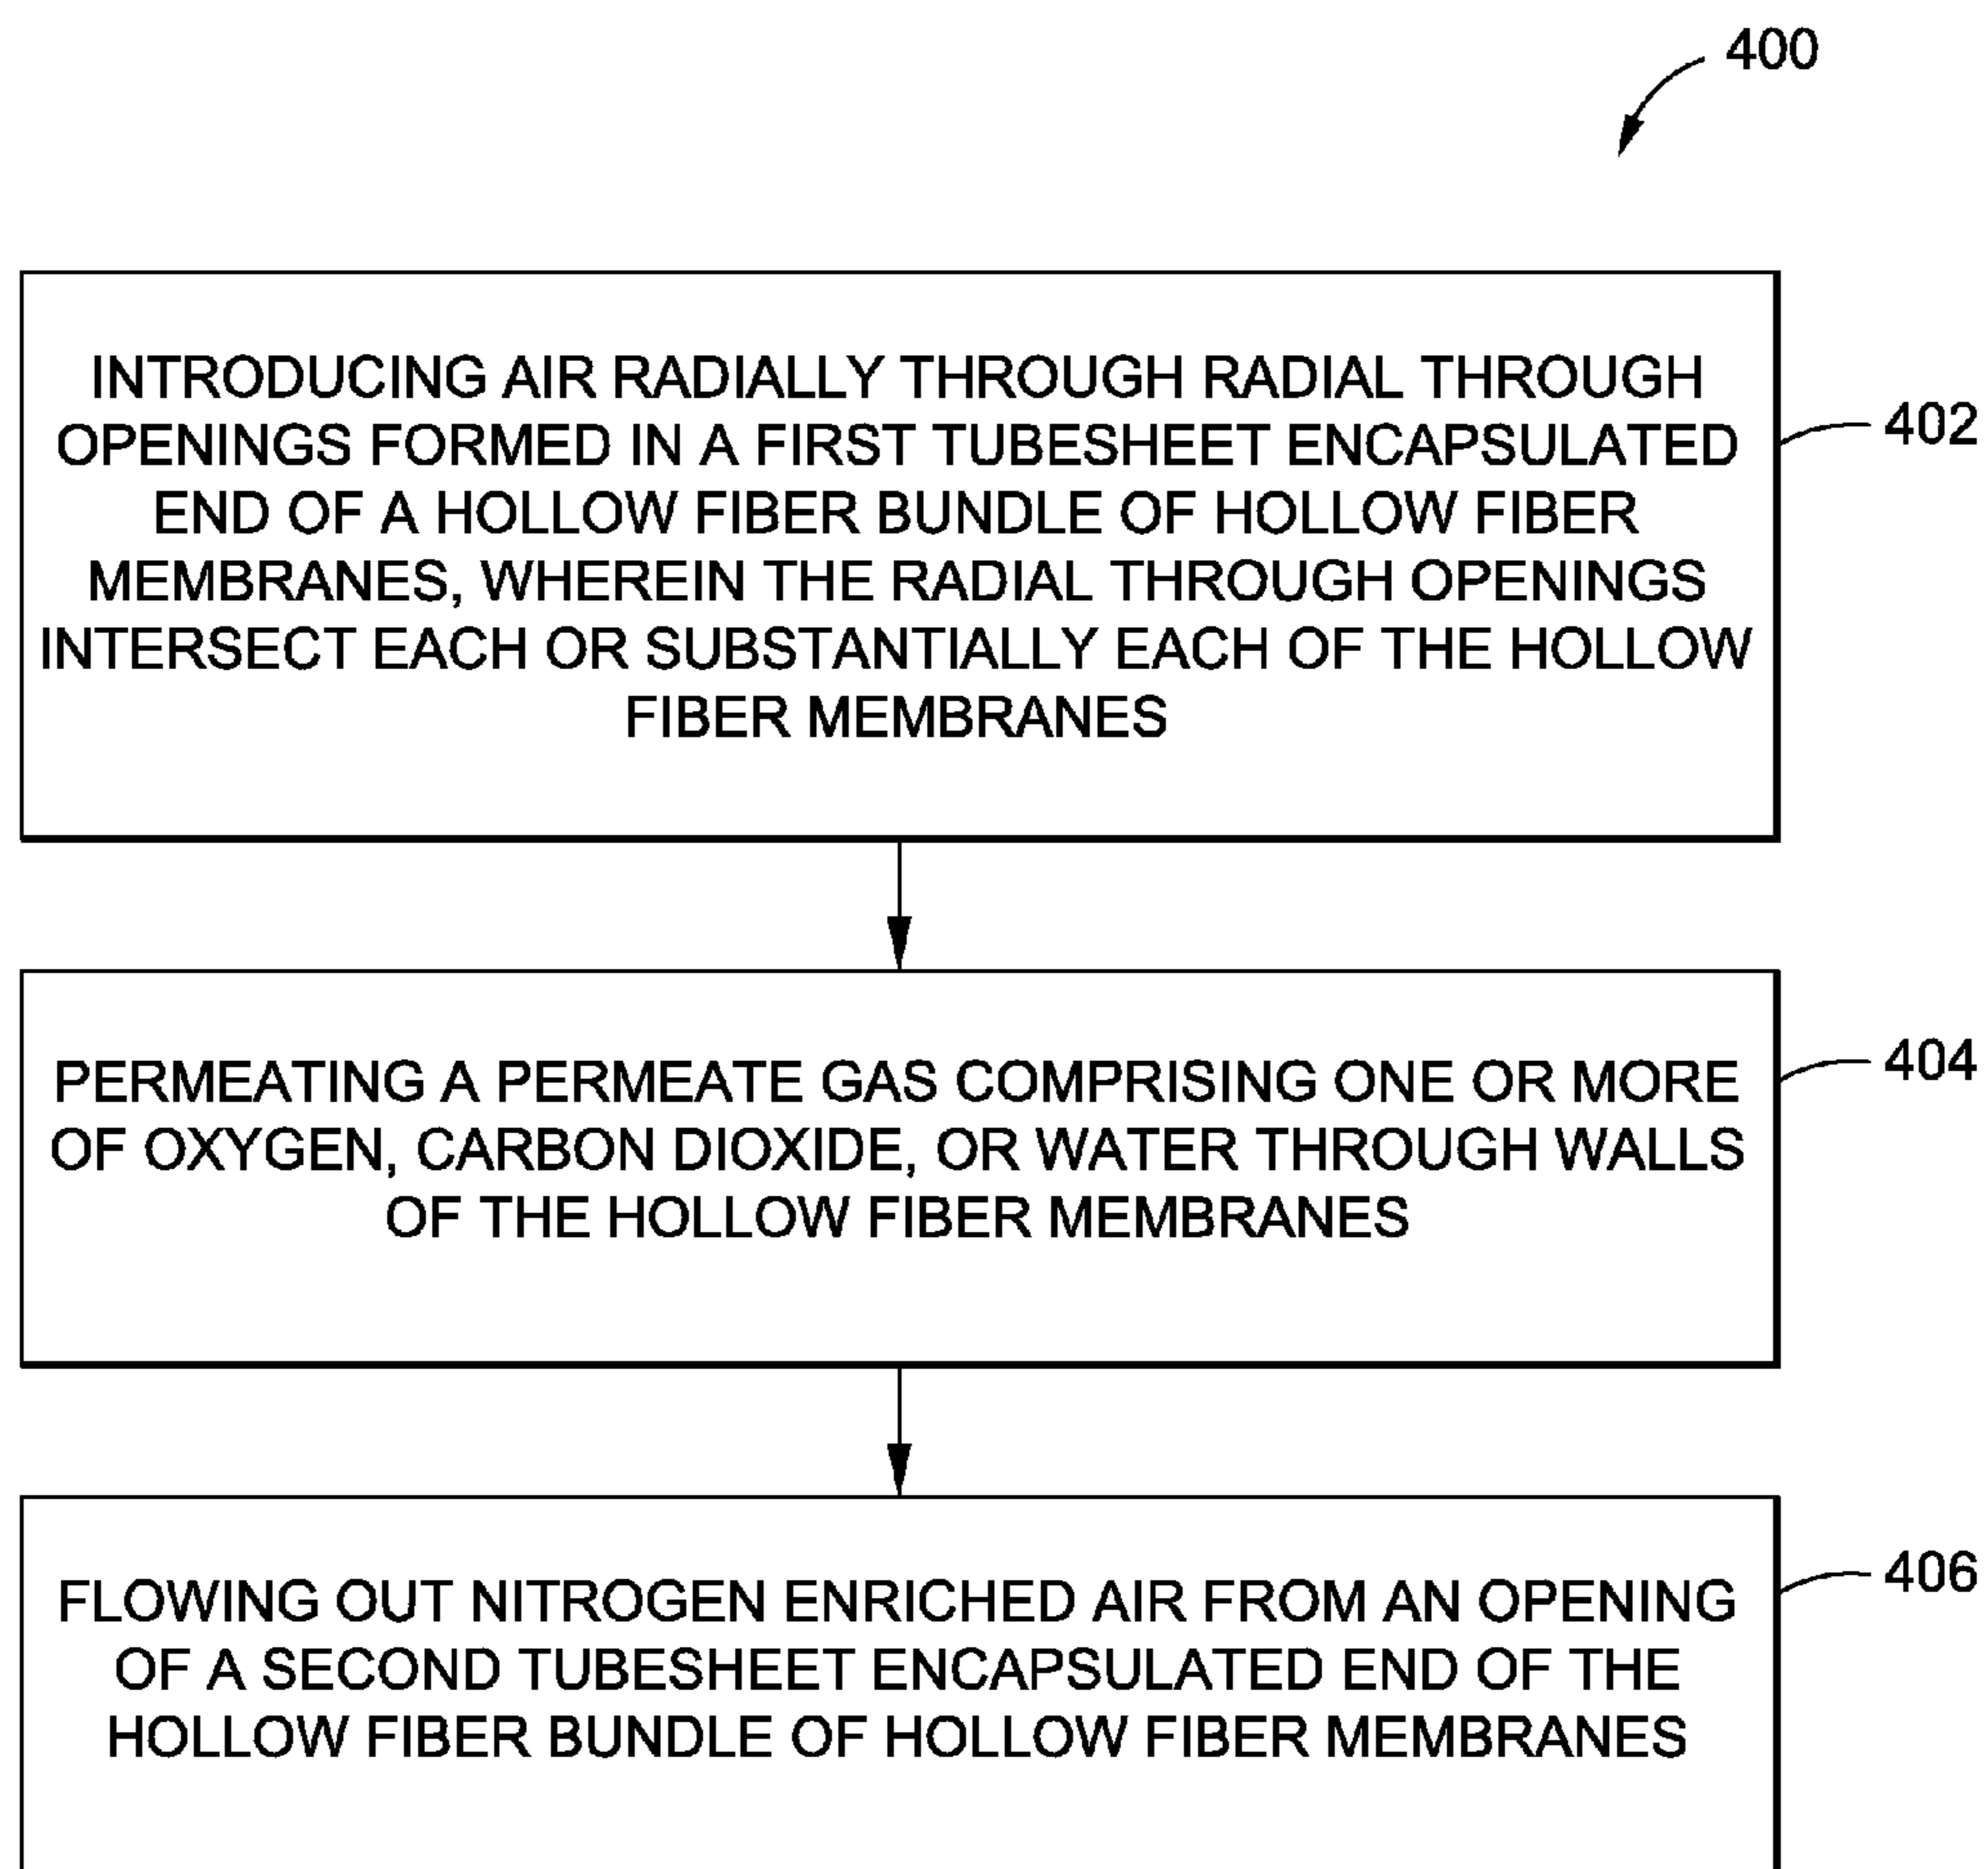 400
INTRODUCING AIR RADIALLY THROUGH RADIAL THROUGH
OPENINGS FORMED IN A FIRST TUBESHEET ENCAPSULATED
END OF A HOLLOW FIBER BUNDLE OF HOLLOW FIBER
MEMBRANES, WHEREIN THE RADIAL THROUGH OPENINGS
INTERSECT EACH OR SUBSTANTIALLY EACH OF THE HOLLOW
FIBER MEMBRANES
402
PERMEATING A PERMEATE GAS COMPRISING ONE OR MORE
OF OXYGEN, CARBON DIOXIDE, OR WATER THROUGH WALLS
OF THE HOLLOW FIBER MEMBRANES
404
FLOWING OUT NITROGEN ENRICHED AIR FROM AN OPENING
OF A SECOND TUBESHEET ENCAPSULATED END OF THE
HOLLOW FIBER BUNDLE OF HOLLOW FIBER MEMBRANES
406